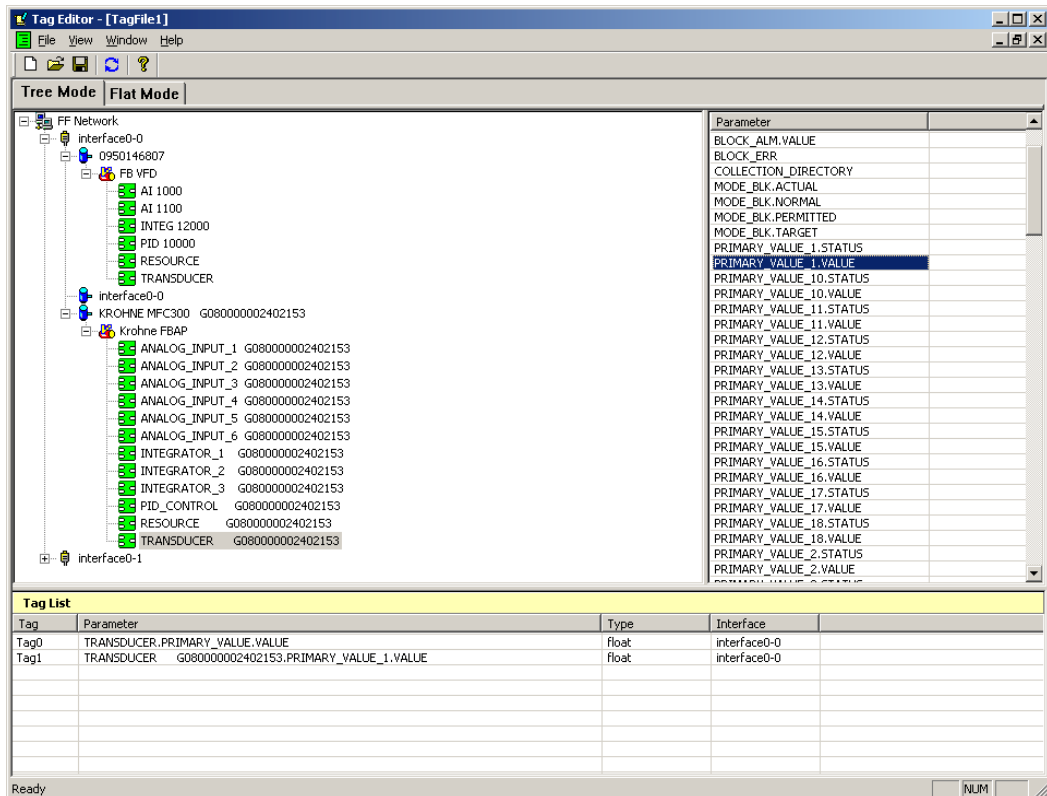 Tag Editor - [TagFile1]
File View Window Help
Tree Mode Flat Mode
FF Network
interface0-0
0950146807
FB VFD
AI 1000
AI 1100
INTEG 12000
PID 10000
RESOURCE
TRANSDUCER
interface0-0
KROHNE MFC300 G080000002402153
Krohne FBAP
ANALOG_INPUT_1 G080000002402153
ANALOG_INPUT_2 G080000002402153
ANALOG_INPUT_3 G080000002402153
ANALOG_INPUT_4 G080000002402153
ANALOG_INPUT_5 G080000002402153
ANALOG_INPUT_6 G080000002402153
INTEGRATOR_1 G080000002402153
INTEGRATOR_2 G080000002402153
INTEGRATOR_3 G080000002402153
PID_CONTROL G080000002402153
RESOURCE G080000002402153
TRANSDUCER G080000002402153
interface0-1
Parameter
BLOCK_ALM.VALUE
BLOCK_ERR
COLLECTION_DIRECTORY
MODE_BLK.ACTUAL
MODE_BLK.NORMAL
MODE_BLK.PERMITTED
MODE_BLK.TARGET
PRIMARY_VALUE_1.STATUS
PRIMARY_VALUE_1.VALUE
PRIMARY_VALUE_10.STATUS
PRIMARY_VALUE_10.VALUE
PRIMARY_VALUE_11.STATUS
PRIMARY_VALUE_11.VALUE
PRIMARY_VALUE_12.STATUS
PRIMARY_VALUE_12.VALUE
PRIMARY_VALUE_13.STATUS
PRIMARY_VALUE_13.VALUE
PRIMARY_VALUE_14.STATUS
PRIMARY_VALUE_14.VALUE
PRIMARY_VALUE_15.STATUS
PRIMARY_VALUE_15.VALUE
PRIMARY_VALUE_16.STATUS
PRIMARY_VALUE_16.VALUE
PRIMARY_VALUE_17.STATUS
PRIMARY_VALUE_17.VALUE
PRIMARY_VALUE_18.STATUS
PRIMARY_VALUE_18.VALUE
PRIMARY_VALUE_2.STATUS
PRIMARY_VALUE_2.VALUE
Tag List
Tag Parameter Type Interface
Tag0 TRANSDUCER.PRIMARY_VALUE.VALUE float interface0-0
Tag1 TRANSDUCER G080000002402153.PRIMARY_VALUE_1.VALUE float interface0-0
Ready NUM